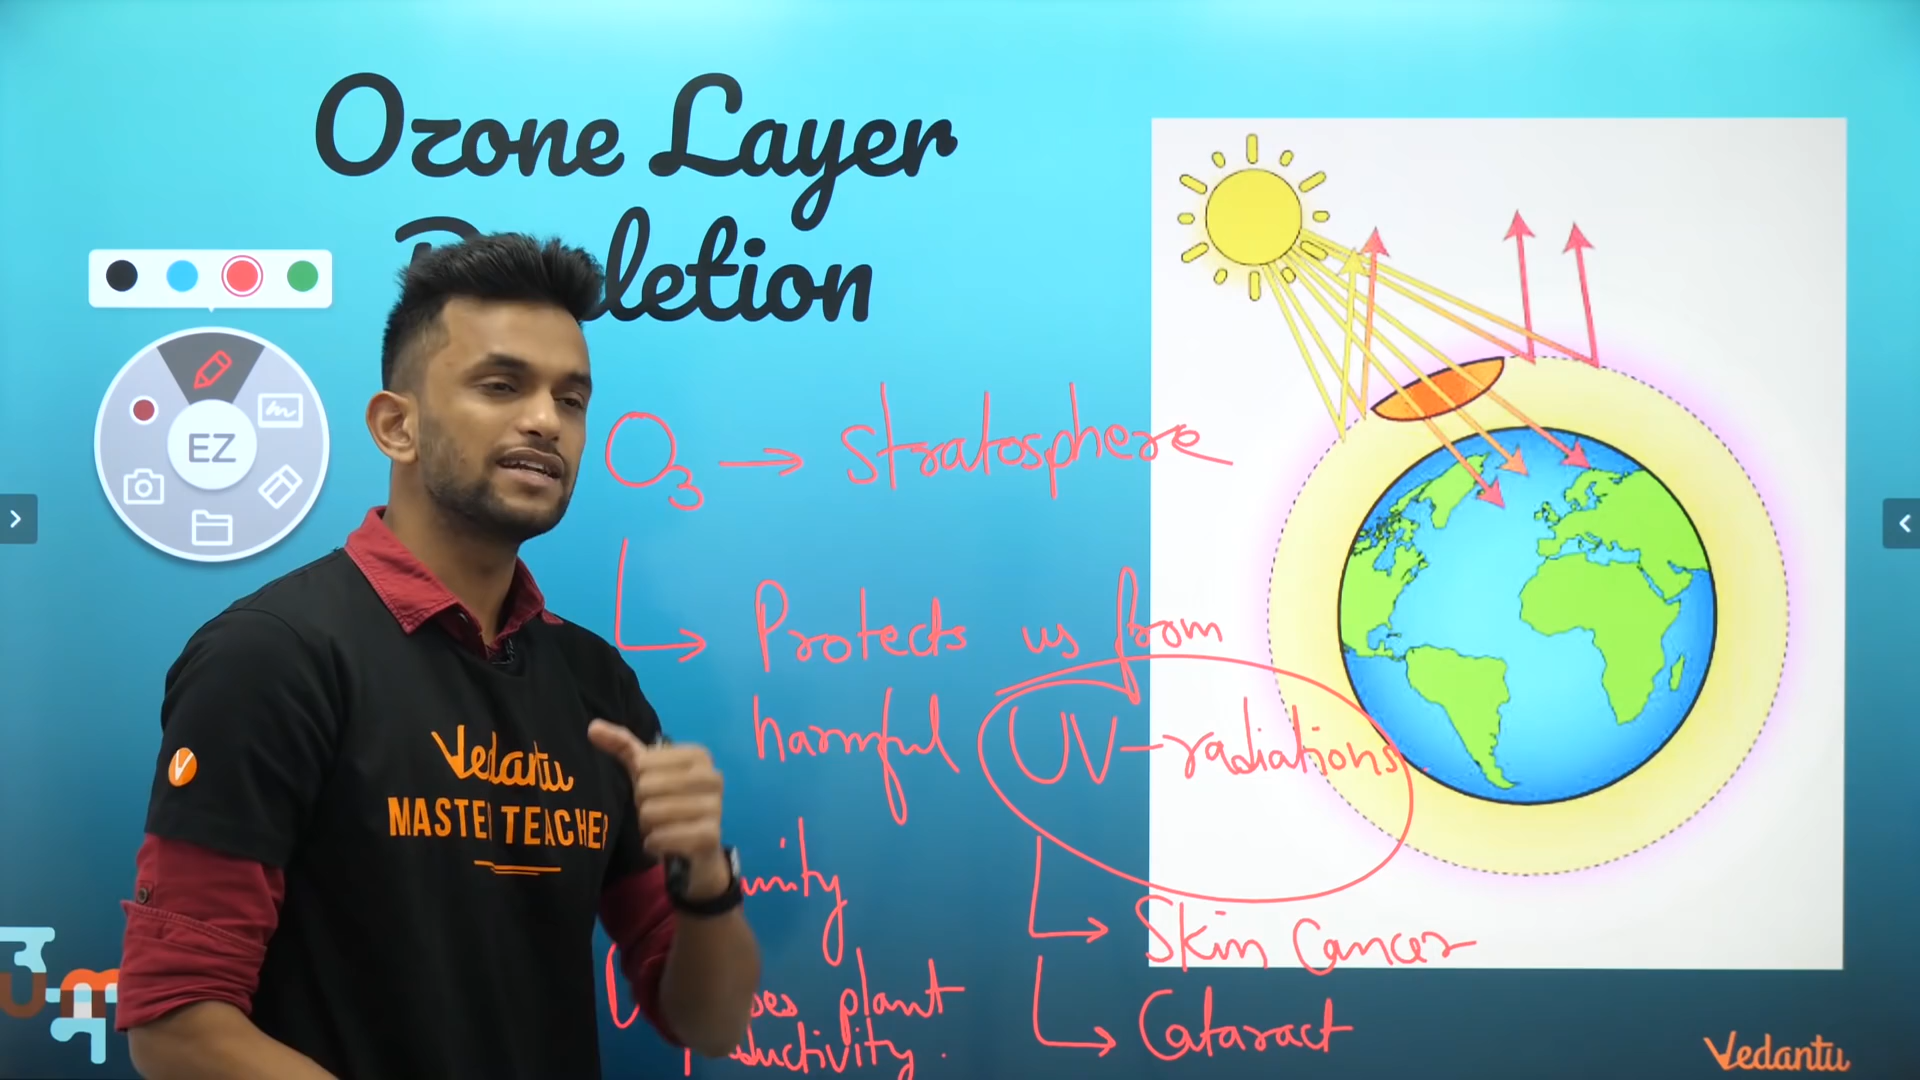 Ozone Layer
letion
EZ
O3 → Stratosphere
Protects us from
harmful UV-radiations
Skin Cancer
plant
Cataract
Vedantu
MASTER TEACHER
V
Vedantu